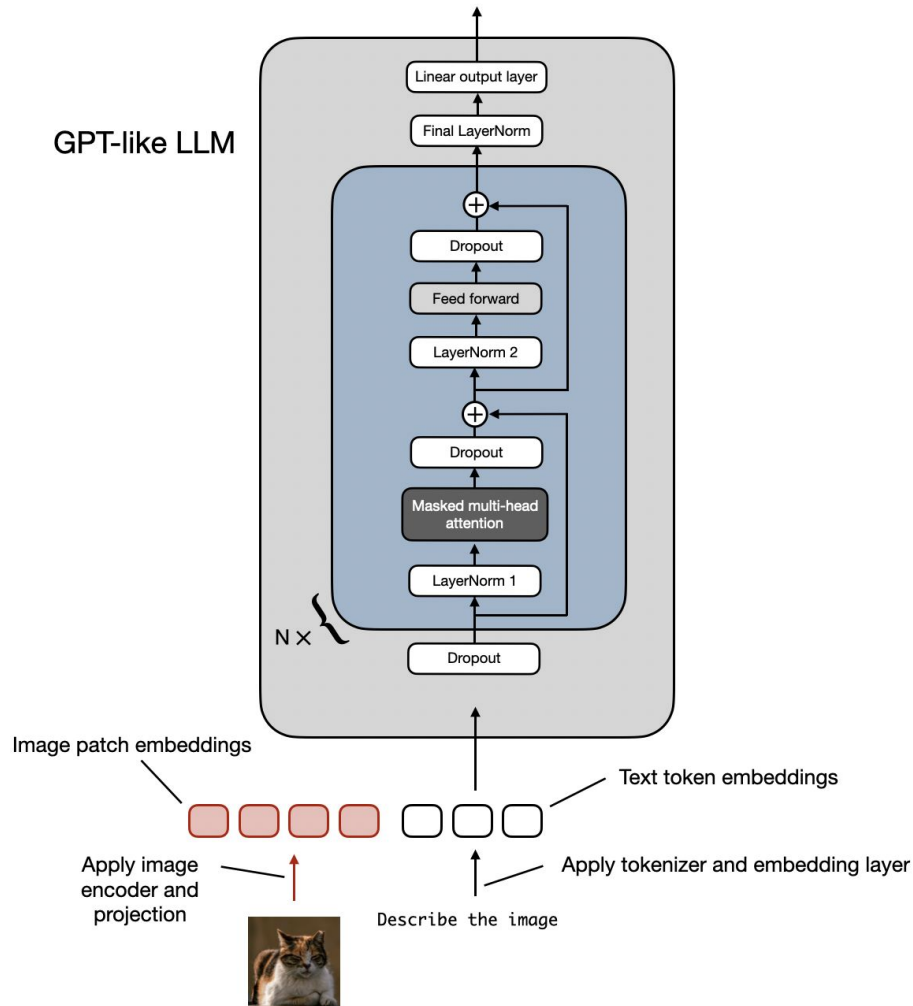 Linear output layer
Final LayerNorm
GPT-like LLM
Dropout
Feed forward
LayerNorm 2
Dropout
Masked multi-head
attention
LayerNorm 1
N ×
Dropout
Image patch embeddings
Text token embeddings
Apply image
encoder and
projection
Apply tokenizer and embedding layer
Describe the image